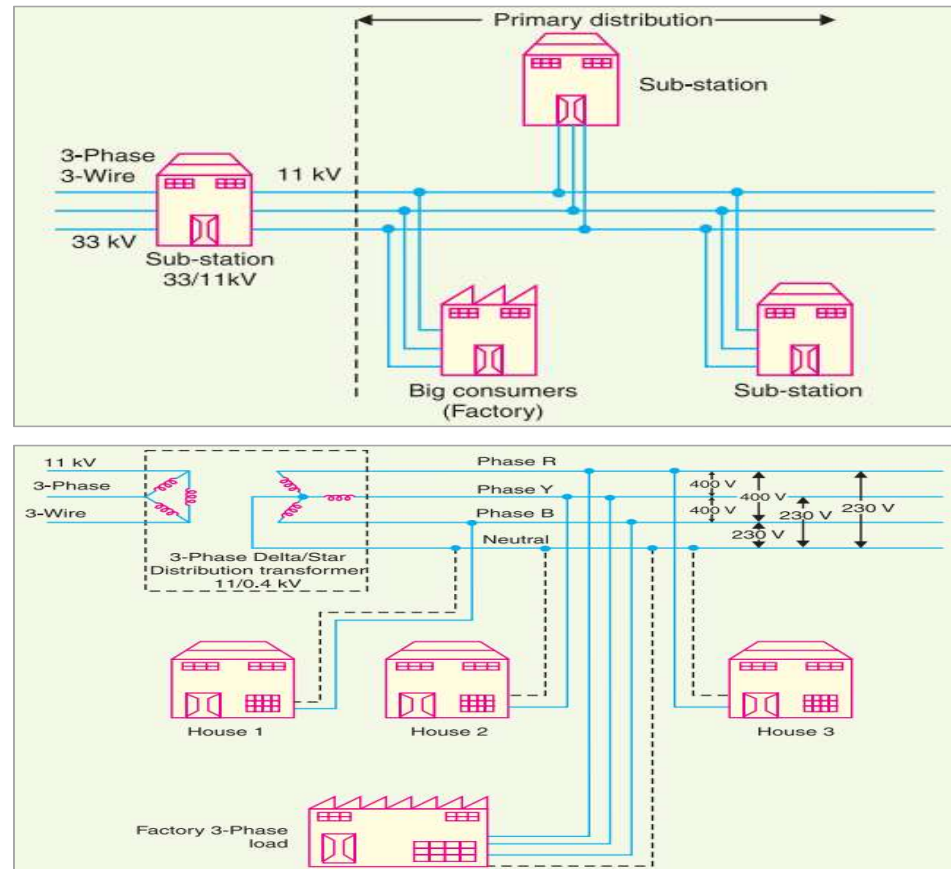 Primary distribution
Sub-station
3-Phase
3-Wire
11 kV
33 kV
Sub-station
33/11kV
Big consumers
(Factory)
Sub-station
11 kV
3-Phase
3-Wire
3-Phase Delta/Star
Distribution transformer
11/0.4 kV
Phase R
Phase Y
Phase B
Neutral
400 V
400 V
400 V
230 V
230 V
230 V
House 1
House 2
House 3
Factory 3-Phase
load